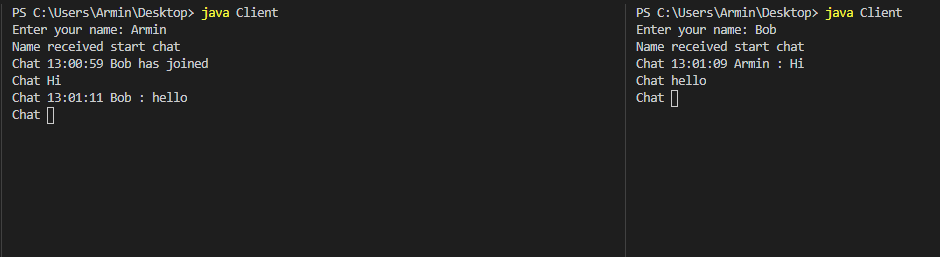 PS C:\Users\Armin\Desktop> java Client
Enter your name: Armin
Name received start chat
Chat 13:00:59 Bob has joined
Chat Hi
Chat 13:01:11 Bob : hello
Chat
PS C:\Users\Armin\Desktop> java Client
Enter your name: Bob
Name received start chat
Chat 13:01:09 Armin : Hi
Chat hello
Chat